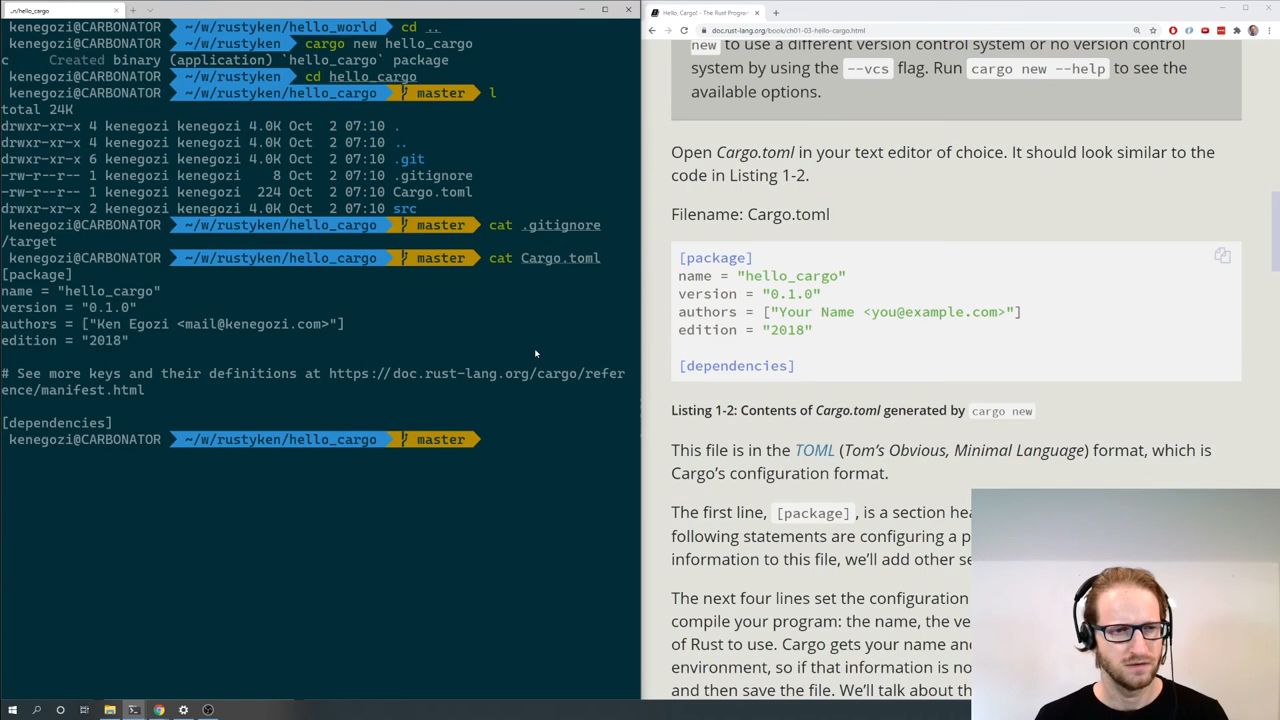 ../hello_cargo
kenegozi@CARBONATOR ~/w/rustyken/hello_world cd ..
kenegozi@CARBONATOR ~/w/rustyken cargo new hello_cargo
c Created binary (application) `hello_cargo` package
kenegozi@CARBONATOR ~/w/rustyken cd hello_cargo
kenegozi@CARBONATOR ~/w/rustyken/hello_cargo master l
total 24K
drwxr-xr-x 4 kenegozi kenegozi 4.0K Oct 2 07:10 .
drwxr-xr-x 4 kenegozi kenegozi 4.0K Oct 2 07:10 ..
drwxr-xr-x 6 kenegozi kenegozi 4.0K Oct 2 07:10 .git
-rw-r--r-- 1 kenegozi kenegozi 8 Oct 2 07:10 .gitignore
-rw-r--r-- 1 kenegozi kenegozi 224 Oct 2 07:10 Cargo.toml
drwxr-xr-x 2 kenegozi kenegozi 4.0K Oct 2 07:10 src
kenegozi@CARBONATOR ~/w/rustyken/hello_cargo master cat .gitignore
/target
kenegozi@CARBONATOR ~/w/rustyken/hello_cargo master cat Cargo.toml
[package]
name = "hello_cargo"
version = "0.1.0"
authors = ["Ken Egozi <mail@kenegozi.com>"]
edition = "2018"
# See more keys and their definitions at https://doc.rust-lang.org/cargo/refer
ence/manifest.html
[dependencies]
kenegozi@CARBONATOR ~/w/rustyken/hello_cargo master
Hello, Cargo! - The Rust Program
doc.rust-lang.org/book/ch01-03-hello-cargo.html
new to use a different version control system or no version control
system by using the --vcs flag. Run cargo new --help to see the
available options.
Open Cargo.toml in your text editor of choice. It should look similar to the
code in Listing 1-2.
Filename: Cargo.toml
[package]
name = "hello_cargo"
version = "0.1.0"
authors = ["Your Name <you@example.com>"]
edition = "2018"
[dependencies]
Listing 1-2: Contents of Cargo.toml generated by cargo new
This file is in the TOML (Tom's Obvious, Minimal Language) format, which is
Cargo's configuration format.
The first line, [package], is a section hea
following statements are configuring a p
information to this file, we'll add other se
The next four lines set the configuration
compile your program: the name, the ve
of Rust to use. Cargo gets your name and
environment, so if that information is no
and then save the file. We'll talk about th